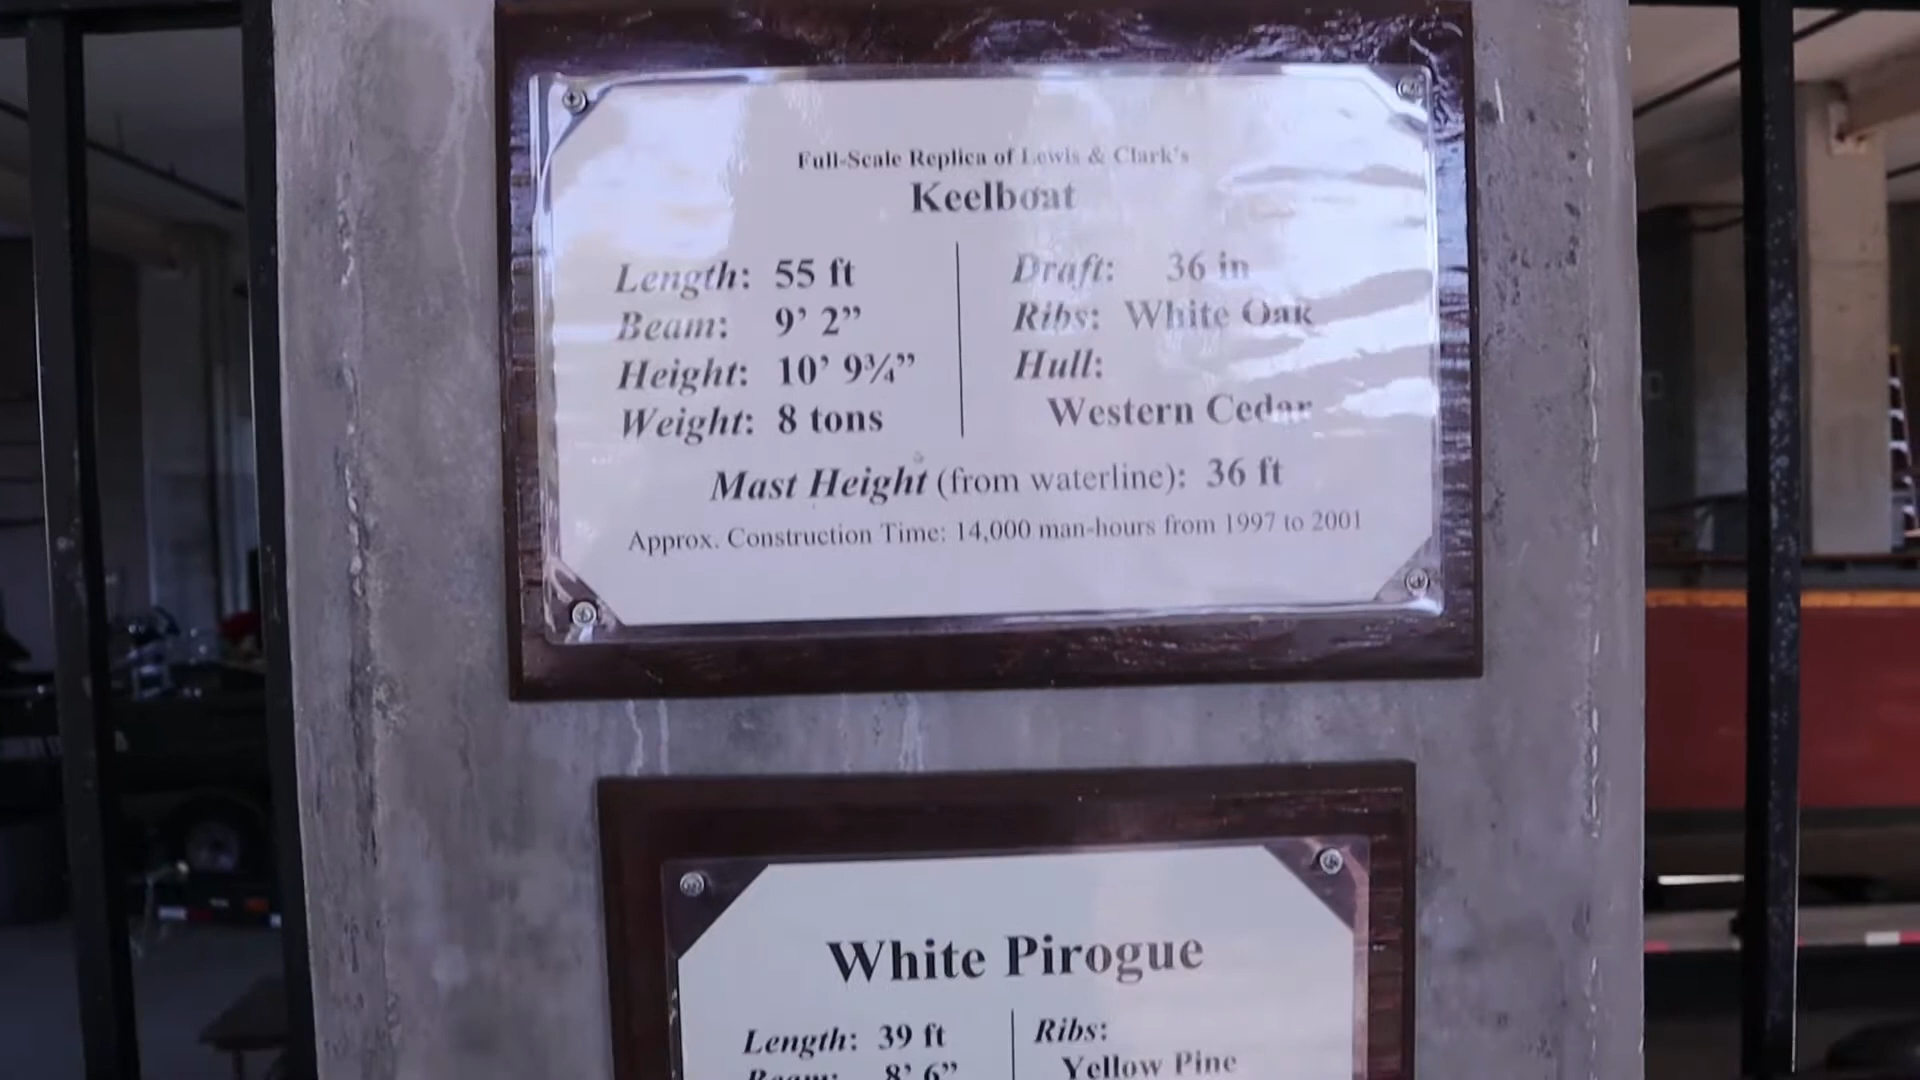 Full-Scale Replica of Lewis & Clark's
Keelboat
Length: 55 ft
Beam: 9’ 2”
Height: 10’ 9¾”
Weight: 8 tons
Draft: 36 in
Ribs: White Oak
Hull:
Western Cedar
Mast Height (from waterline): 36 ft
Approx. Construction Time: 14,000 man-hours from 1997 to 2001
White Pirogue
Length: 39 ft
Beam: 8’ 6”
Ribs:
Yellow Pine